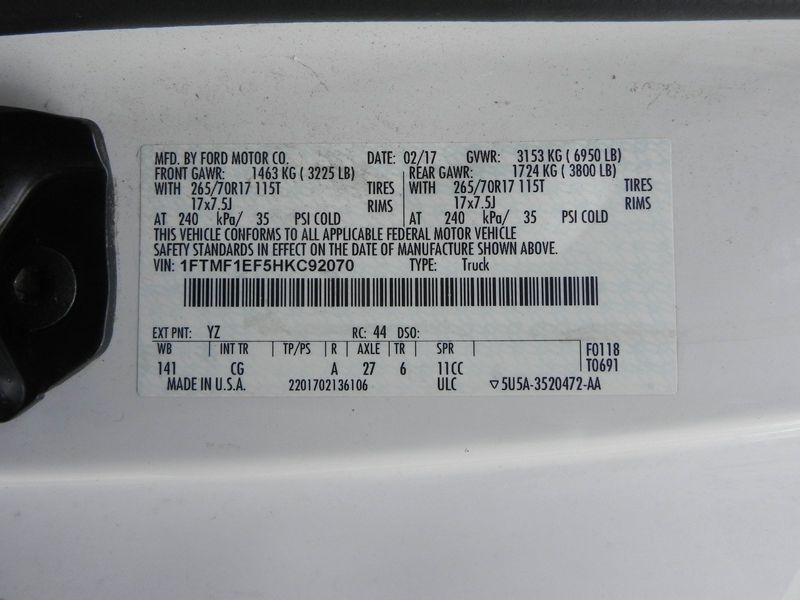 MFD. BY FORD MOTOR CO. DATE: 02/17 GVWR: 3153 KG ( 6950 LB)
FRONT GAWR: 1463 KG ( 3225 LB) REAR GAWR: 1724 KG ( 3800 LB)
WITH 265/70R17 115T TIRES WITH 265/70R17 115T TIRES
17x7.5J RIMS 17x7.5J RIMS
AT 240 kPa/ 35 PSI COLD AT 240 kPa/ 35 PSI COLD
THIS VEHICLE CONFORMS TO ALL APPLICABLE FEDERAL MOTOR VEHICLE
SAFETY STANDARDS IN EFFECT ON THE DATE OF MANUFACTURE SHOWN ABOVE.
VIN: 1FTMF1EF5HKC92070 TYPE: Truck
EXT PNT: YZ RC: 44 DSO:
WB INT TR TP/PS R AXLE TR SPR F0118
141 CG A 27 6 11CC T0691
MADE IN U.S.A. 2201702136106 ULC ▽5U5A-3520472-AA